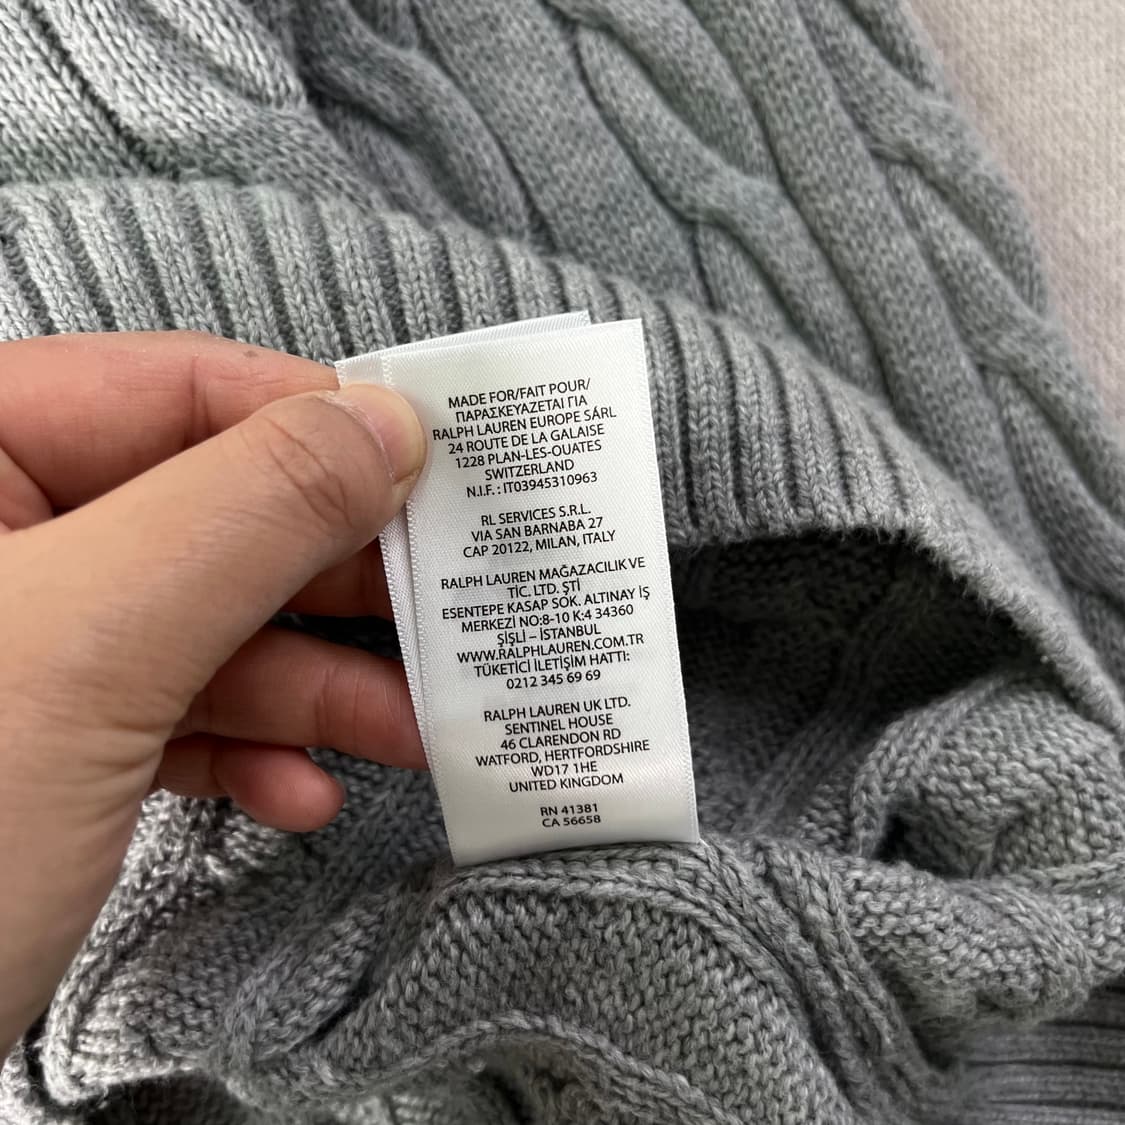 MADE FOR/FAIT POUR/
ΠΑΡΑΣΚΕΥΑΖΕΤΑΙ ΓΙΑ
RALPH LAUREN EUROPE SÁRL
24 ROUTE DE LA GALAISE
1228 PLAN-LES-OUATES
SWITZERLAND
N.I.F. : IT03945310963
RL SERVICES S.R.L.
VIA SAN BARNABA 27
CAP 20122, MILAN, ITALY
RALPH LAUREN MAĞAZACILIK VE
TİC. LTD. ŞTİ
ESENTEPE KASAP SOK. ALTINAY İŞ
MERKEZİ NO:8-10 K:4 34360
ŞİŞLİ – İSTANBUL
WWW.RALPHLAUREN.COM.TR
TÜKETİCİ İLETİŞİM HATTI:
0212 345 69 69
RALPH LAUREN UK LTD.
SENTINEL HOUSE
46 CLARENDON RD
WATFORD, HERTFORDSHIRE
WD17 1HE
UNITED KINGDOM
RN 41381
CA 56658